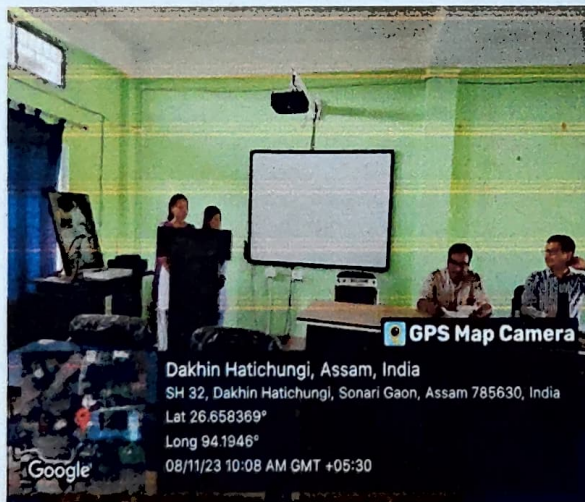 GPS Map Camera
Dakhin Hatichungi, Assam, India
SH 32, Dakhin Hatichungi, Sonari Gaon, Assam 785630, India
Lat 26.658369°
Long 94.1946°
08/11/23 10:08 AM GMT +05:30
Google